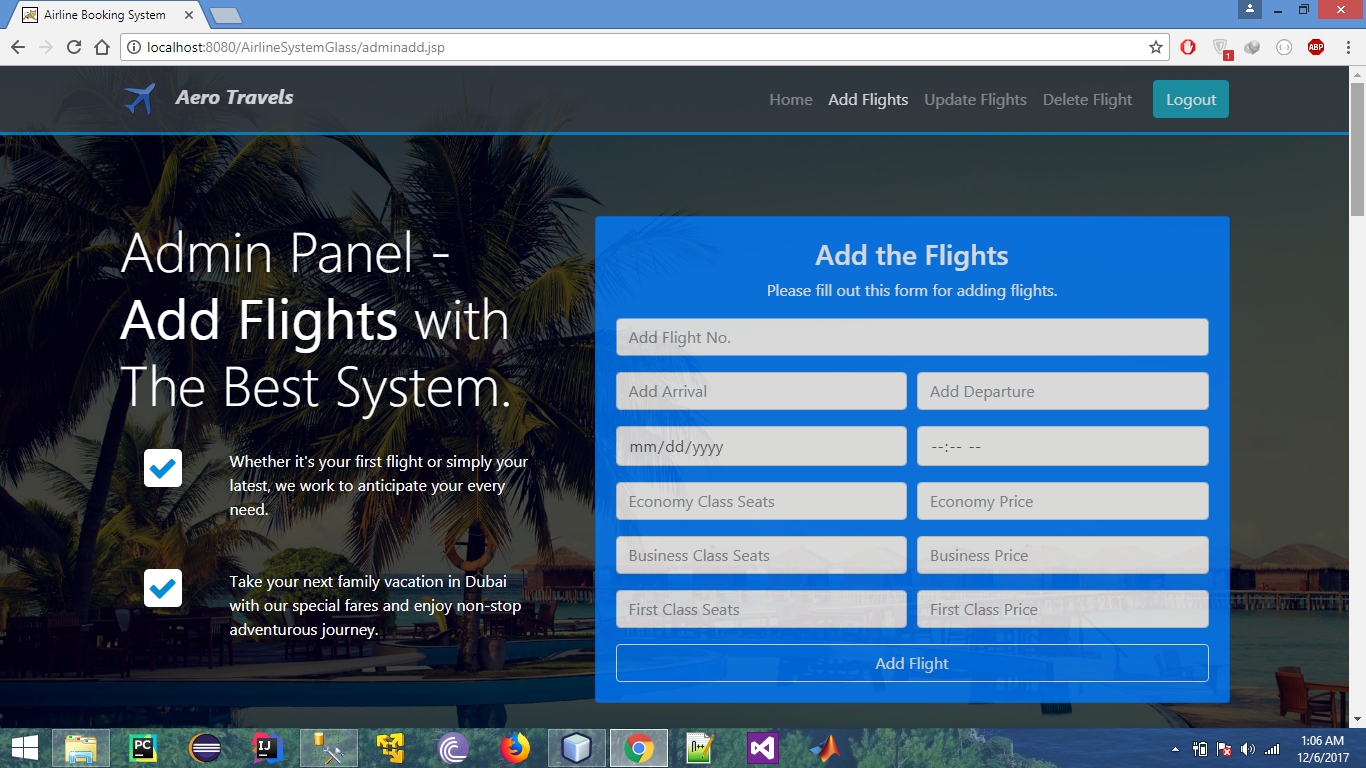 Airline Booking System
localhost:8080/AirlineSystemGlass/adminadd.jsp
1
ABP
Aero Travels
Home Add Flights Update Flights Delete Flight Logout
Admin Panel -
Add Flights with
The Best System.
Whether it's your first flight or simply your
latest, we work to anticipate your every
need.
Take your next family vacation in Dubai
with our special fares and enjoy non-stop
adventurous journey.
Add the Flights
Please fill out this form for adding flights.
Add Flight No.
Add Arrival Add Departure
mm/dd/yyyy --:-- --
Economy Class Seats Economy Price
Business Class Seats Business Price
First Class Seats First Class Price
Add Flight
PC
IJ
1:06 AM
12/6/2017